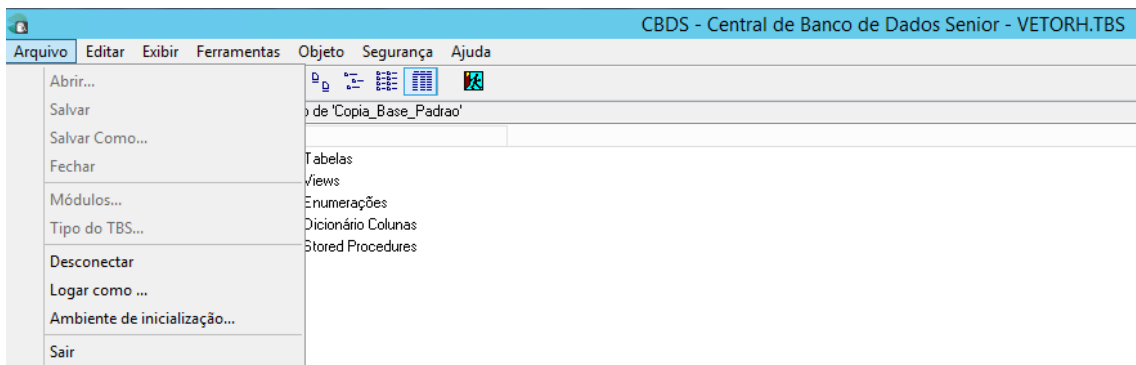 CBDS - Central de Banco de Dados Senior - VETORH.TBS
Arquivo Editar Exibir Ferramentas Objeto Segurança Ajuda
Abrir...
Salvar
de 'Copia_Base_Padrao'
Salvar Como...
Fechar
Tabelas
Views
Módulos...
Enumerações
Tipo do TBS...
Dicionário Colunas
Stored Procedures
Desconectar
Logar como ...
Ambiente de inicialização...
Sair